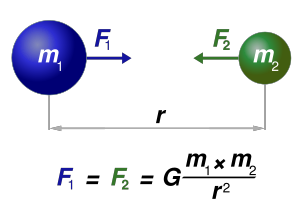 m₁ F₁ F₂ m₂
r
F₁ = F₂ = G (m₁ × m₂) / r²